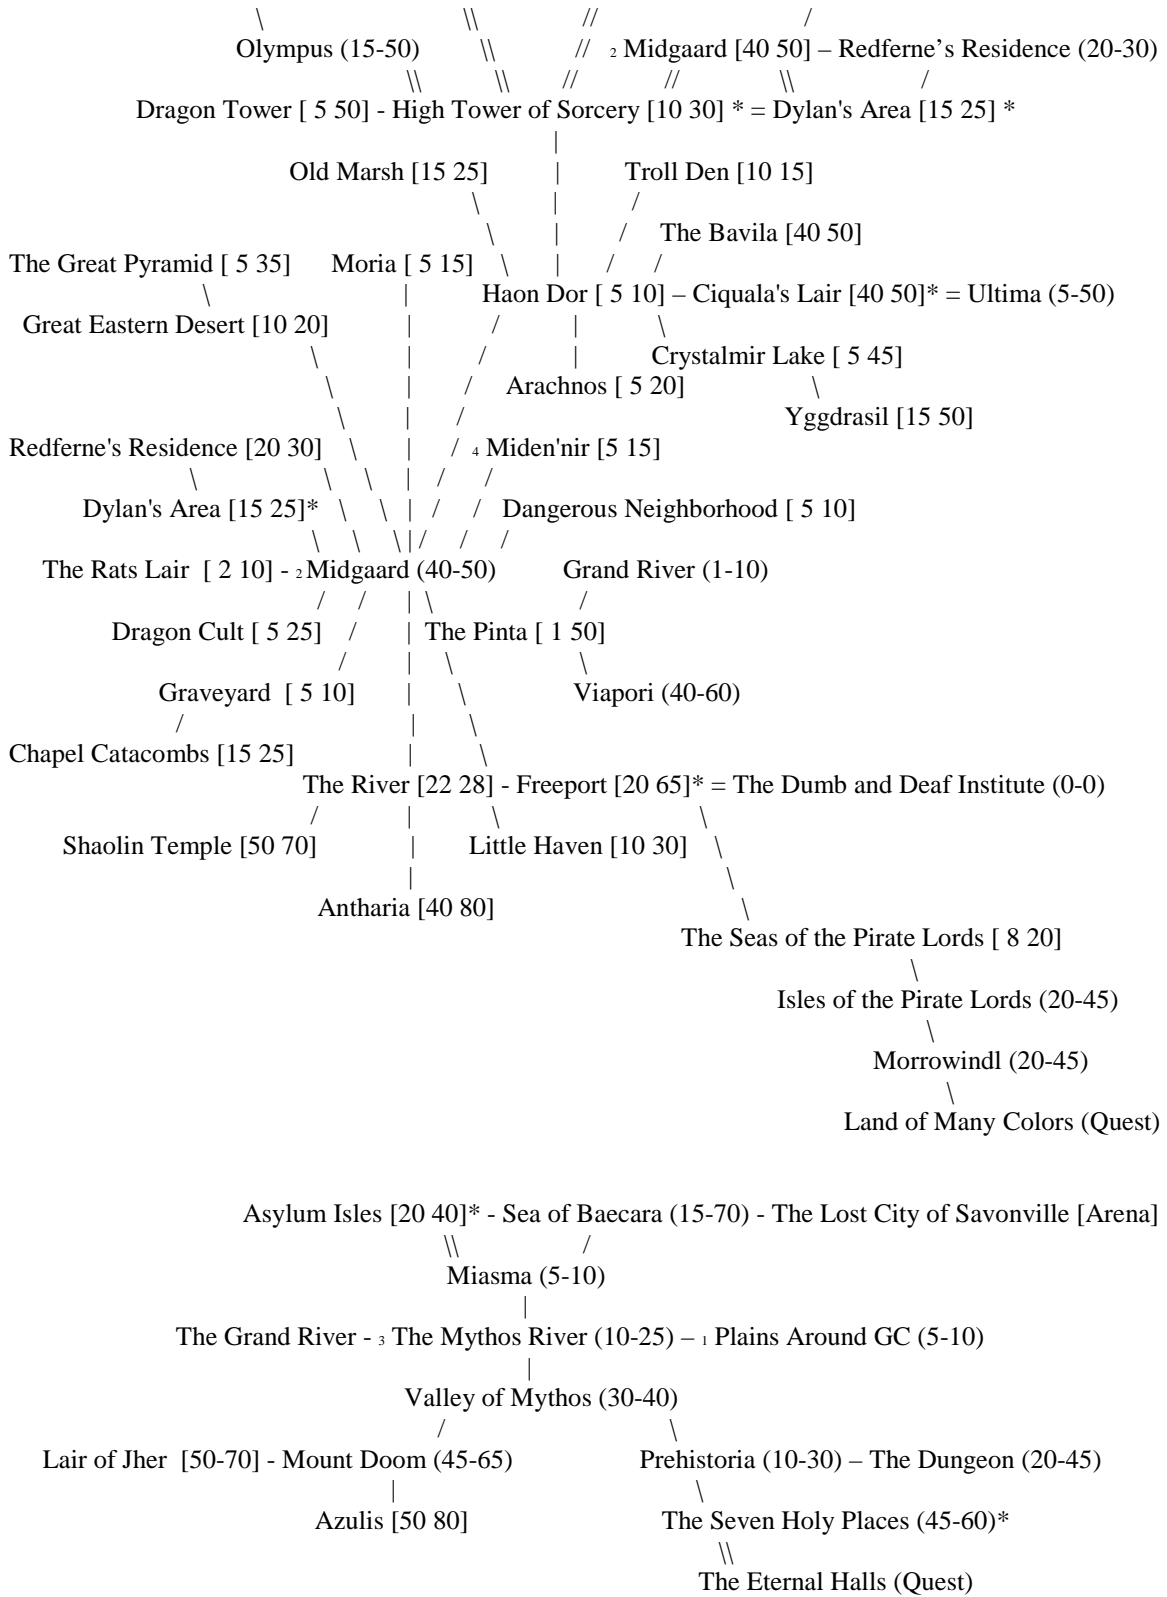 \ \\ // /
Olympus (15-50) \\ // 2 Midgaard [40 50] – Redferne’s Residence (20-30)
\\ \\ // // \\ /
Dragon Tower [ 5 50] - High Tower of Sorcery [10 30] * = Dylan's Area [15 25] *
|
Old Marsh [15 25] | Troll Den [10 15]
\ | /
\ | / The Bavila [40 50]
The Great Pyramid [ 5 35] Moria [ 5 15] \ | / /
\ | Haon Dor [ 5 10] – Ciquala's Lair [40 50]* = Ultima (5-50)
Great Eastern Desert [10 20] | / | \
\ | / | Crystalmir Lake [ 5 45]
\ | / Arachnos [ 5 20] \
\ | / Yggdrasil [15 50]
Redferne's Residence [20 30] \ | / 4 Miden'nir [5 15]
\ \ \ | / / /
Dylan's Area [15 25]* \ \ | / / Dangerous Neighborhood [ 5 10]
\ \ \ | / / /
The Rats Lair [ 2 10] - 2 Midgaard (40-50) Grand River (1-10)
/ / | \ /
Dragon Cult [ 5 25] / | The Pinta [ 1 50]
/ | \ \
Graveyard [ 5 10] | \ Viapori (40-60)
/ | \
Chapel Catacombs [15 25] | \
The River [22 28] - Freeport [20 65]* = The Dumb and Deaf Institute (0-0)
/ | \ \
Shaolin Temple [50 70] | Little Haven [10 30] \
| \
Antharia [40 80] \
The Seas of the Pirate Lords [ 8 20]
\
Isles of the Pirate Lords (20-45)
\
Morrowindl (20-45)
\
Land of Many Colors (Quest)
Asylum Isles [20 40]* - Sea of Baecara (15-70) - The Lost City of Savonville [Arena]
\\ /
Miasma (5-10)
|
The Grand River - 3 The Mythos River (10-25) – 1 Plains Around GC (5-10)
|
Valley of Mythos (30-40)
/ \
Lair of Jher [50-70] - Mount Doom (45-65) Prehistoria (10-30) – The Dungeon (20-45)
| \
Azulis [50 80] The Seven Holy Places (45-60)*
\\
The Eternal Halls (Quest)